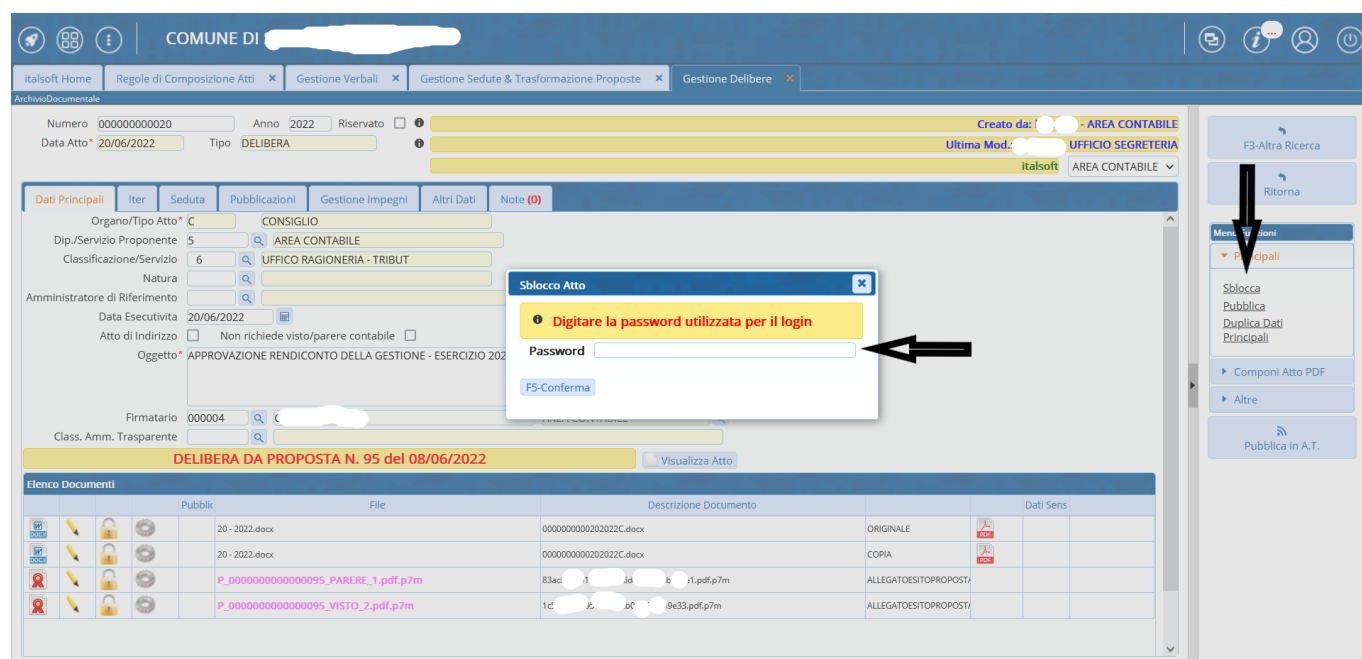 COMUNE DI
italsoft Home Regole di Composizione Atti × Gestione Verbali × Gestione Sedute & Trasformazione Proposte × Gestione Delibere ×
ArchivioDocumentale
Numero 000000000020 Anno 2022 Riservato Creato da: - AREA CONTABILE
Data Atto* 20/06/2022 Tipo DELIBERA Ultima Mod.: UFFICIO SEGRETERIA
italsoft AREA CONTABILE
F3-Altra Ricerca
Ritorna
Dati Principali Iter Seduta Pubblicazioni Gestione Impegni Altri Dati Note (0)
Organo/Tipo Atto* C CONSIGLIO
Dip./Servizio Proponente 5 AREA CONTABILE
Classificazione/Servizio 6 UFFICO RAGIONERIA - TRIBUT
Natura
Amministratore di Riferimento
Data Esecutivita 20/06/2022
Atto di Indirizzo Non richiede visto/parere contabile
Oggetto* APPROVAZIONE RENDICONTO DELLA GESTIONE - ESERCIZIO 202
Firmatario 000004 AREA CONTABILE
Class. Amm. Trasparente
DELIBERA DA PROPOSTA N. 95 del 08/06/2022 Visualizza Atto
Sblocco Atto
Digitare la password utilizzata per il login
Password
F5-Conferma
Principali
Sblocca
Pubblica
Duplica Dati
Principali
Componi Atto PDF
Altre
Pubblica in A.T.
Elenco Documenti
Pubblic File Descrizione Documento Dati Sens
20 - 2022.docx 0000000000202022C.docx ORIGINALE
20 - 2022.docx 0000000000202022C.docx COPIA
P_0000000000000095_PARERE_1.pdf.p7m ALLEGATOESITOPROPOST
P_0000000000000095_VISTO_2.pdf.p7m ALLEGATOESITOPROPOST